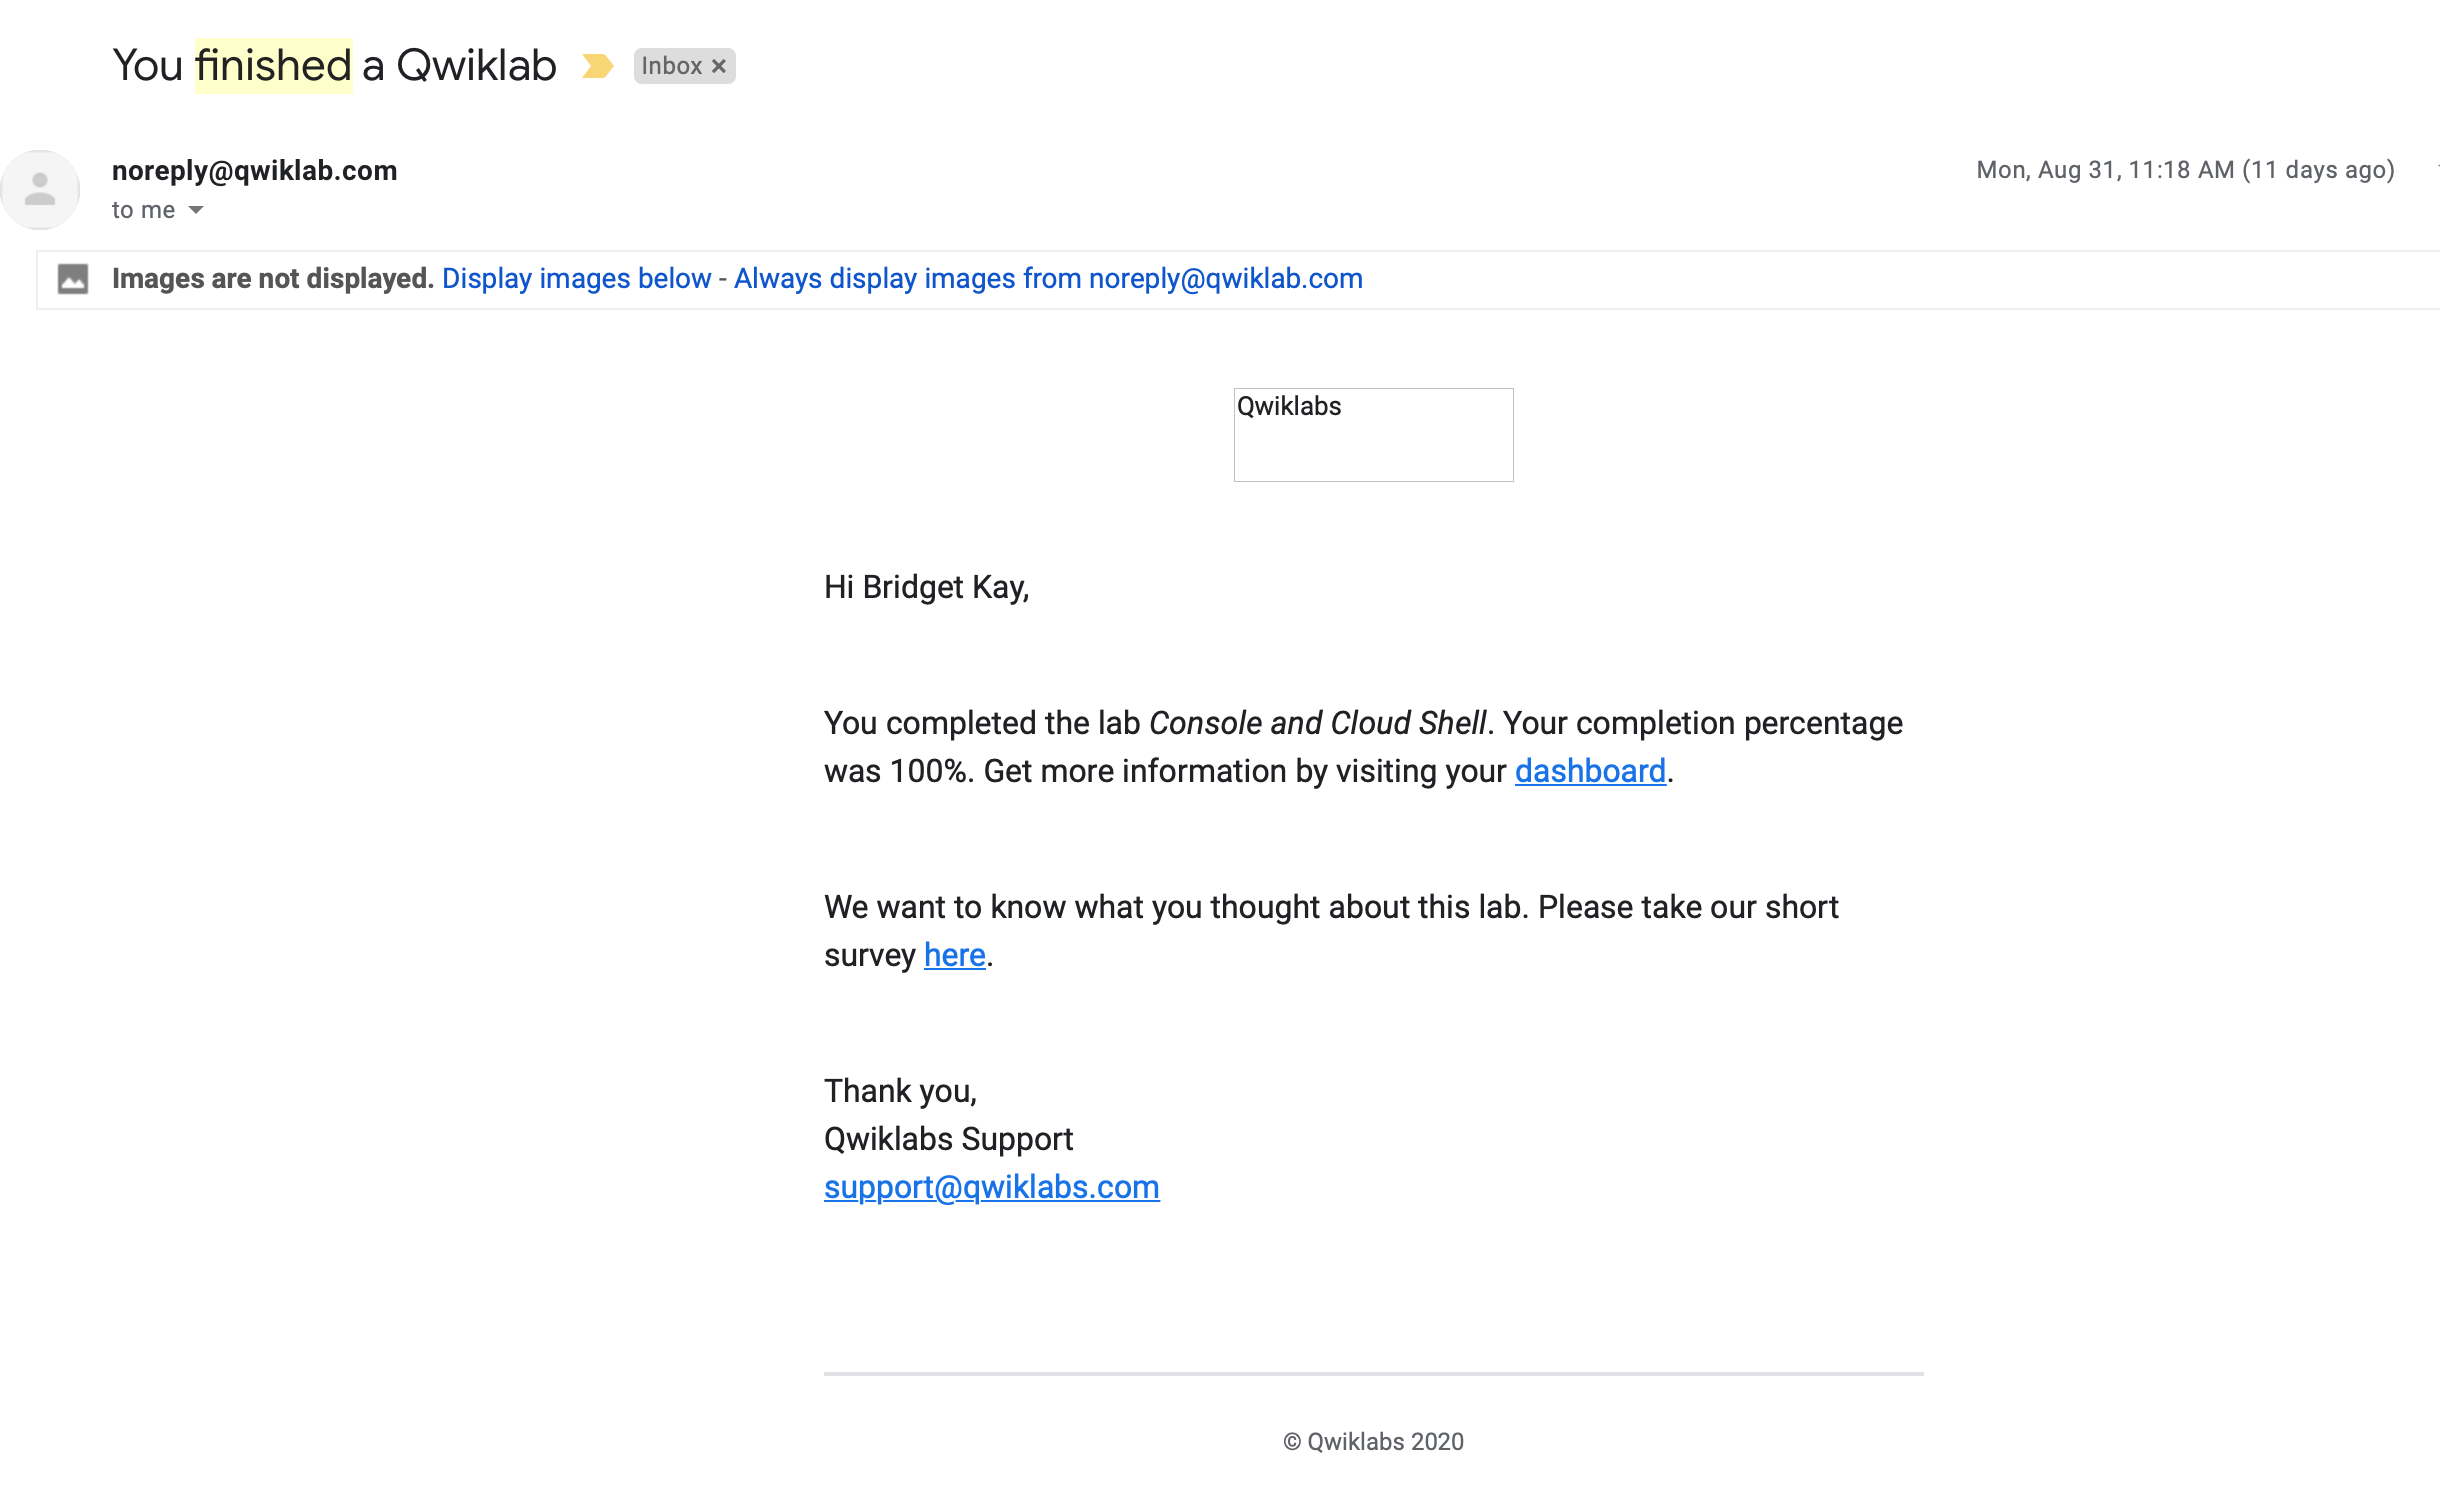 You finished a Qwiklab
Inbox ×
noreply@qwiklab.com
Mon, Aug 31, 11:18 AM (11 days ago)
to me
Images are not displayed. Display images below - Always display images from noreply@qwiklab.com
Qwiklabs
Hi Bridget Kay,
You completed the lab Console and Cloud Shell. Your completion percentage
was 100%. Get more information by visiting your dashboard.
We want to know what you thought about this lab. Please take our short
survey here.
Thank you,
Qwiklabs Support
support@qwiklabs.com
© Qwiklabs 2020